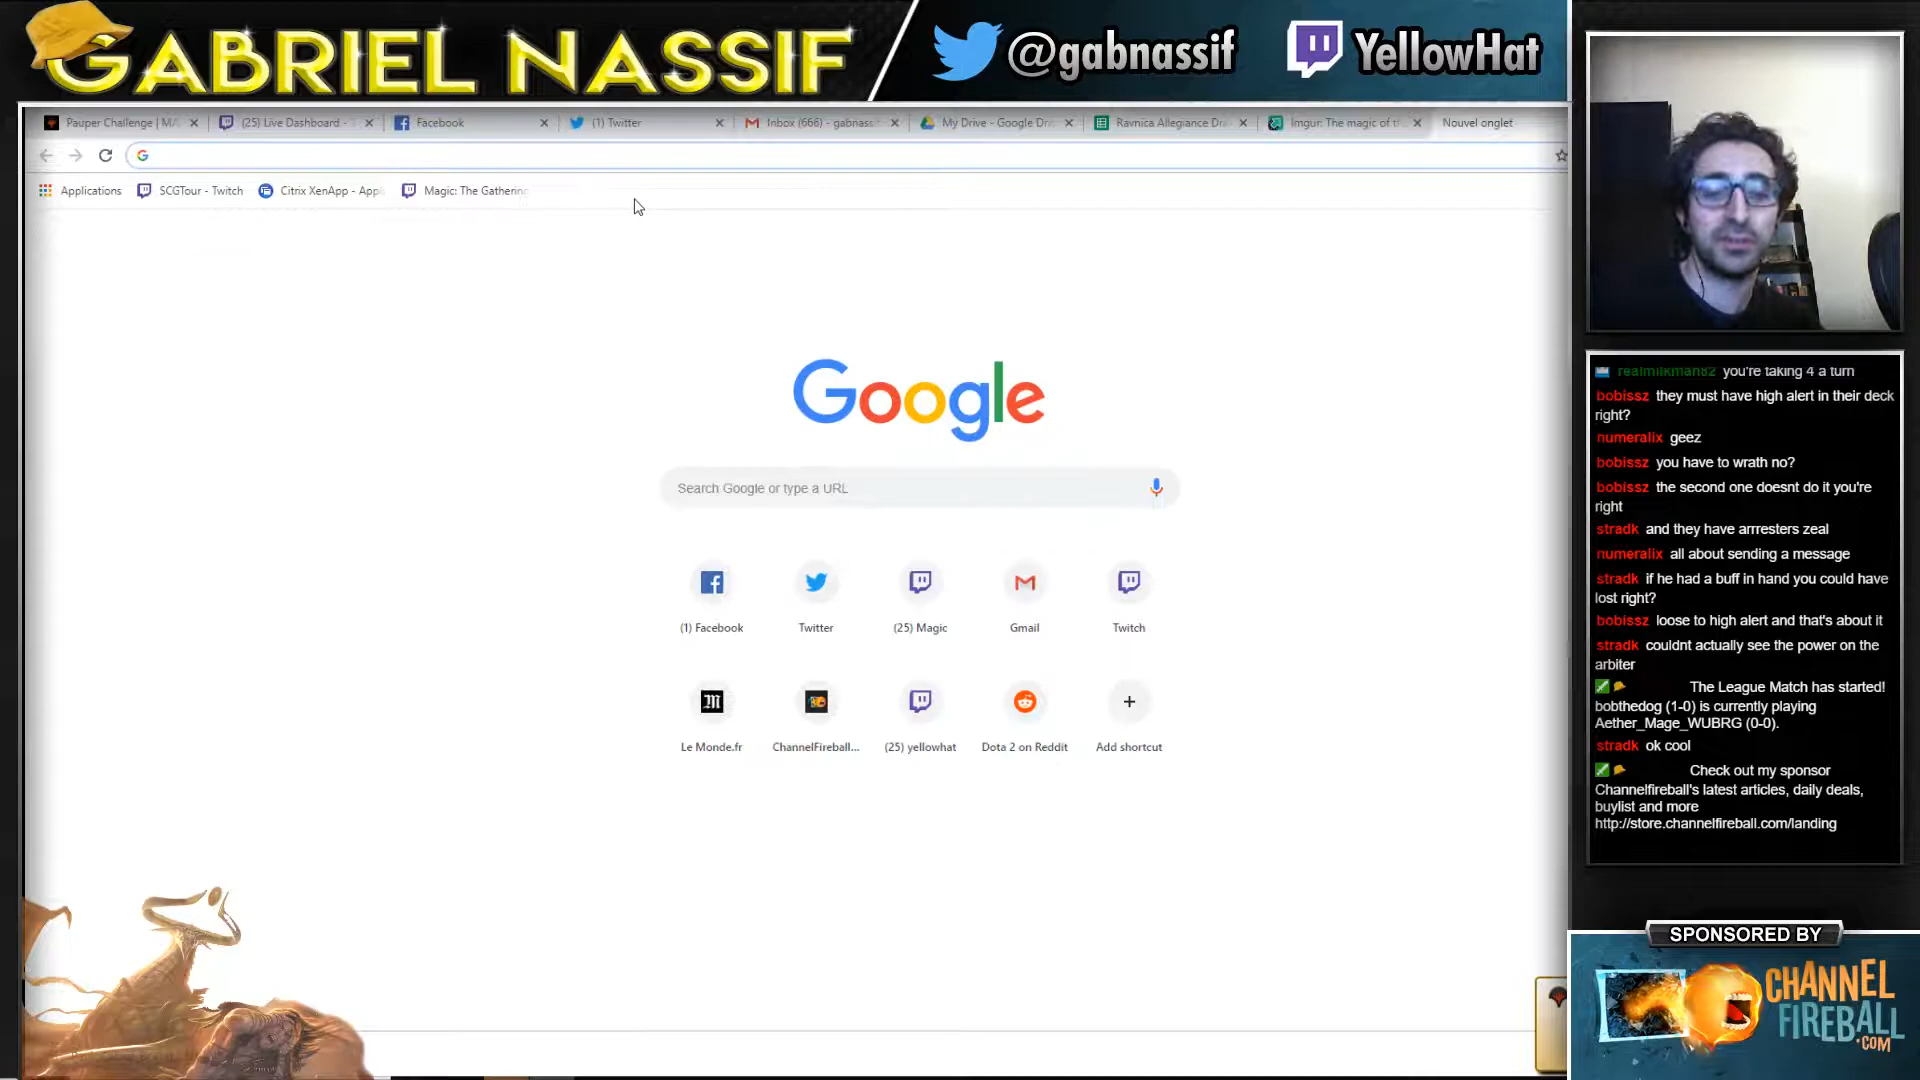 GABRIEL NASSIF
@gabnassif
YellowHat
Pauper Challenge | MA
(25) Live Dashboard -
Facebook
(1) Twitter
Inbox (666) - gabnass
My Drive - Google Dri
Ravnica Allegiance Dra
Imgur: The magic of t
Nouvel onglet
Applications
SCGTour - Twitch
Citrix XenApp - Appl
Magic: The Gathering
Google
Search Google or type a URL
(1) Facebook
Twitter
(25) Magic
Gmail
Twitch
Le Monde.fr
ChannelFireball...
(25) yellowhat
Dota 2 on Reddit
Add shortcut
realmilkman82 you're taking 4 a turn
bobissz they must have high alert in their deck
right?
numeralix geez
bobissz you have to wrath no?
bobissz the second one doesnt do it you're
right
stradk and they have arrresters zeal
numeralix all about sending a message
stradk if he had a buff in hand you could have
lost right?
bobissz loose to high alert and that's about it
stradk couldnt actually see the power on the
arbiter
The League Match has started!
bobthedog (1-0) is currently playing
Aether_Mage_WUBRG (0-0).
stradk ok cool
Check out my sponsor
Channelfireball's latest articles, daily deals,
buylist and more
http://store.channelfireball.com/landing
SPONSORED BY
CHANNEL
FIREBALL
.COM